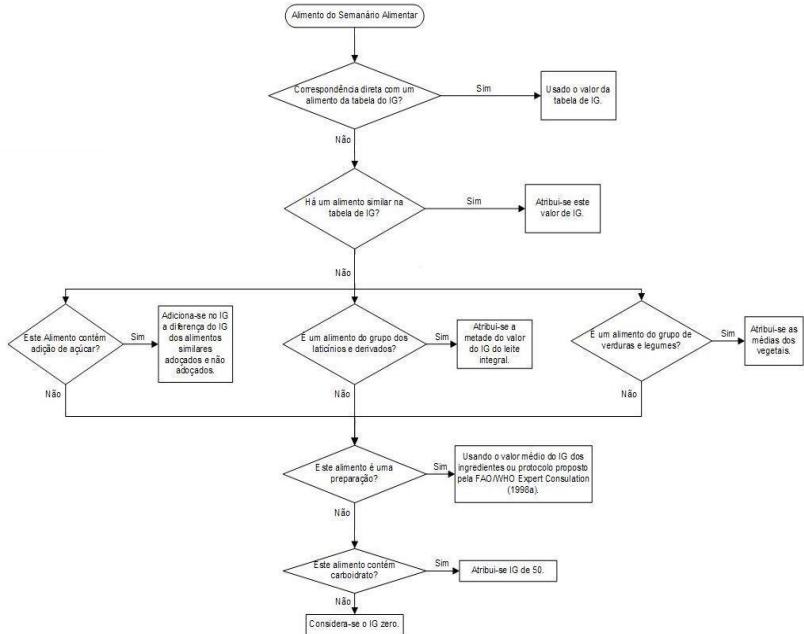 Alimento do Semanário Alimentar
Correspondência direta com um
alimento da tabela do IG?
Sim
Usado o valor da
tabela de IG.
Não
Há um alimento similar na
tabela de IG?
Sim
Atribui-se este
valor de IG.
Não
Este Alimento contém
adição de açúcar?
Sim
Adiciona-se no IG
a diferença do IG
dos alimentos
similares
adoçados e não
adoçados.
Não
É um alimento do grupo dos
laticínios e derivados?
Sim
Atribui-se a
metade do valor
do IG do leite
integral.
Não
É um alimento do grupo de
verduras e legumes?
Sim
Atribui-se as
médias dos
vegetais.
Não
Este alimento é uma
preparação?
Sim
Usando o valor médio do IG dos
ingredientes ou protocolo proposto
pela FAO/WHO Expert Consulation
(1998a).
Não
Este alimento contém
carboidrato?
Sim
Atribui-se IG de 50.
Não
Considera-se o IG zero.